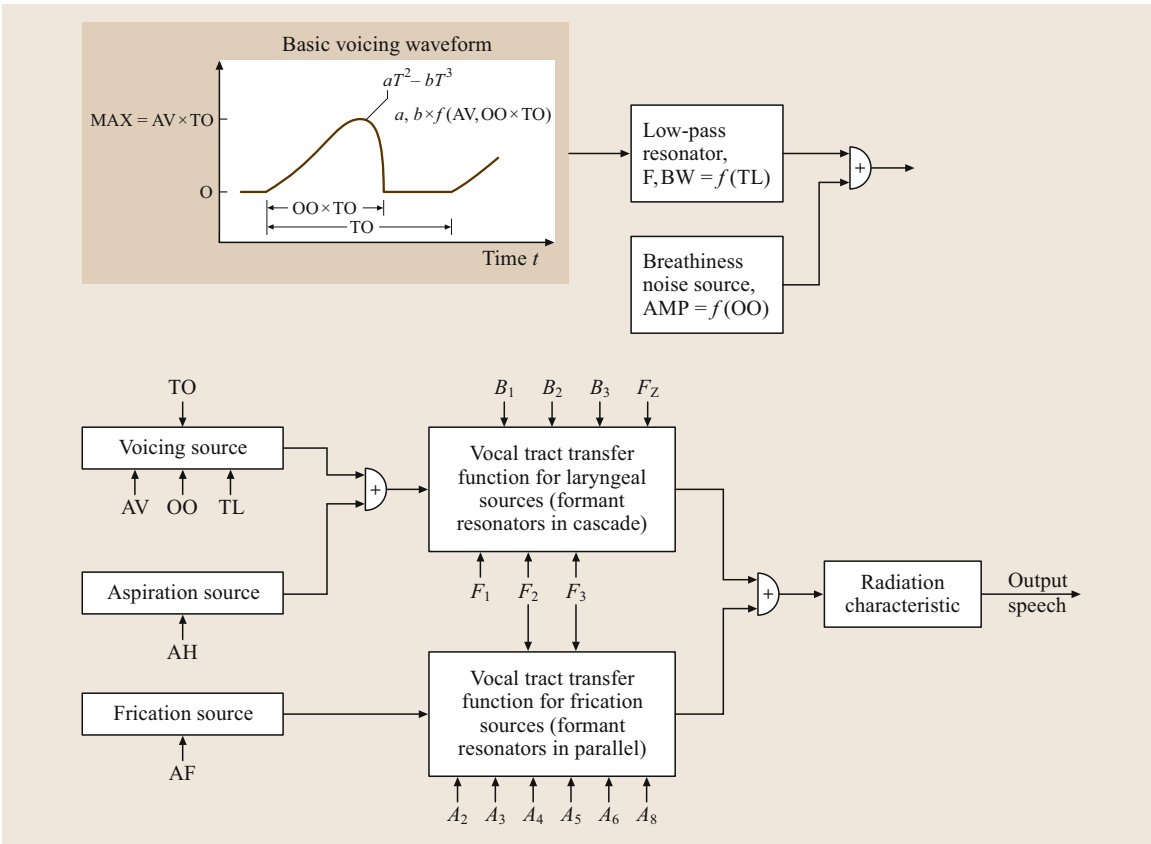 Basic voicing waveform
aT² – bT³
a, b × f (AV, OO × TO)
MAX = AV × TO
O
OO × TO
TO
Time t
Low-pass
resonator,
F, BW = f (TL)
+
Breathiness
noise source,
AMP = f (OO)
TO
Voicing source
AV OO TL
+
Aspiration source
AH
Frication source
AF
B₁ B₂ B₃ F_Z
Vocal tract transfer
function for laryngeal
sources (formant
resonators in cascade)
F₁ F₂ F₃
Vocal tract transfer
function for frication
sources (formant
resonators in parallel)
A₂ A₃ A₄ A₅ A₆ A₈
+
Radiation
characteristic
Output
speech